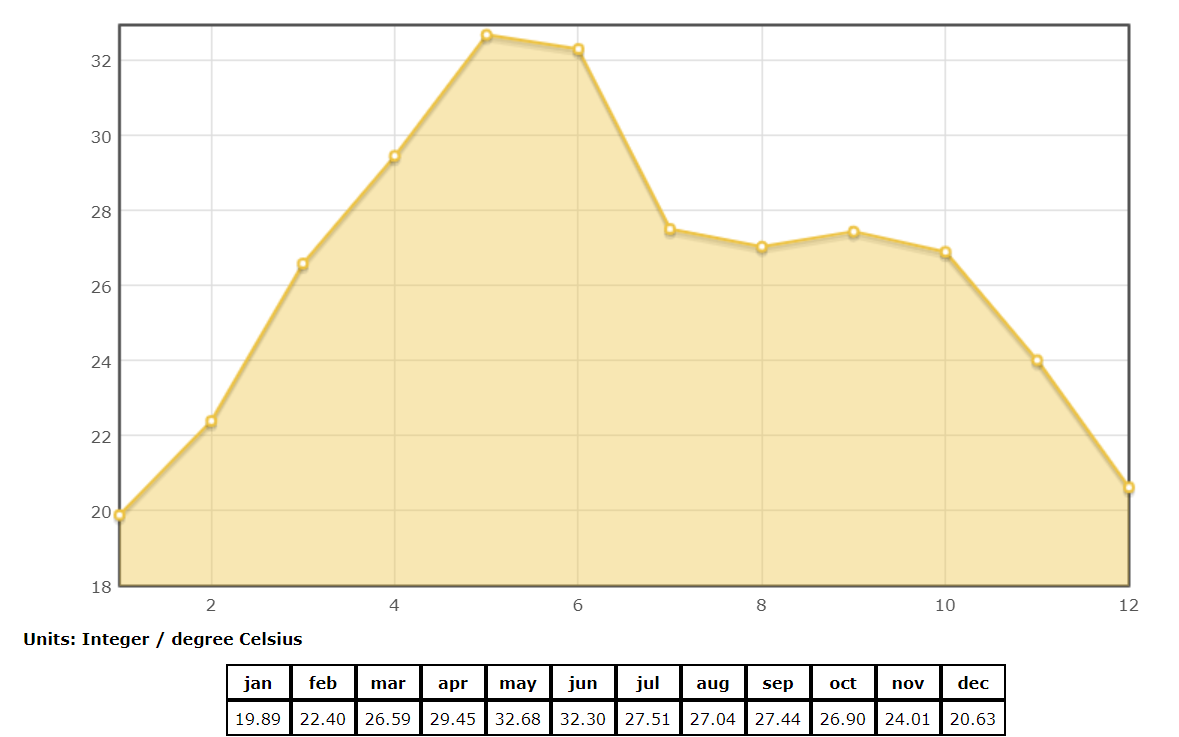 32
30
28
26
24
22
20
18
2 4 6 8 10 12
Units: Integer / degree Celsius
jan feb mar apr may jun jul aug sep oct nov dec
19.89 22.40 26.59 29.45 32.68 32.30 27.51 27.04 27.44 26.90 24.01 20.63